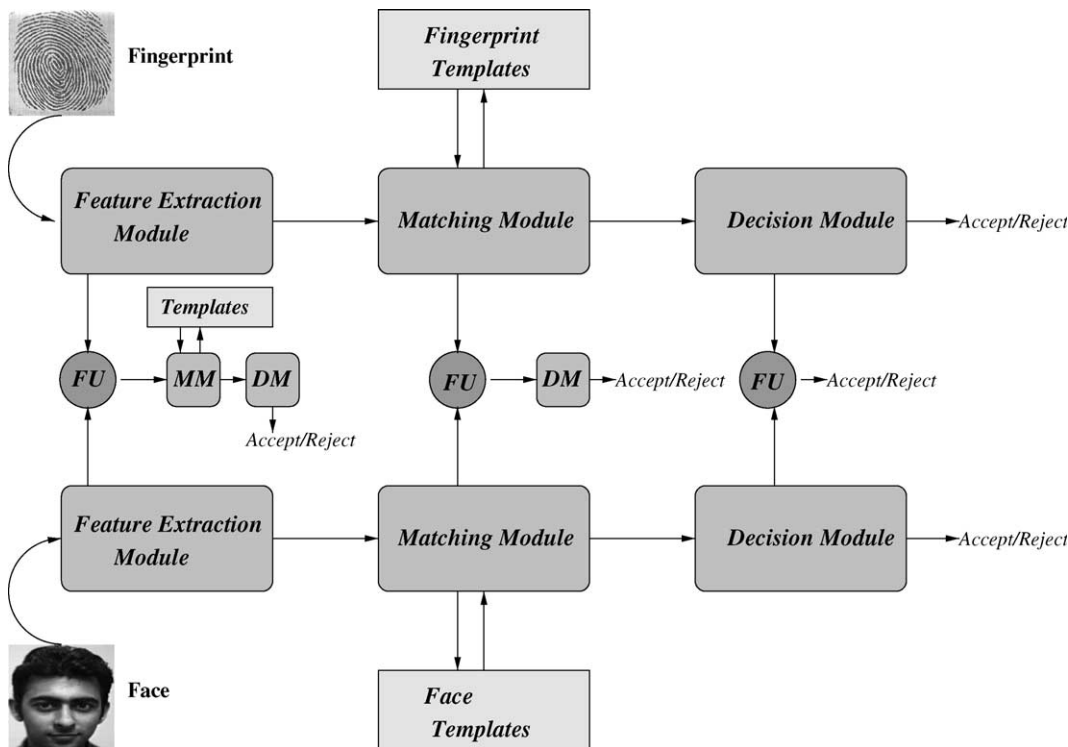 Fingerprint
Fingerprint
Templates
Feature Extraction
Module
Matching Module
Decision Module
Accept/Reject
Templates
FU
MM
DM
Accept/Reject
FU
DM
Accept/Reject
FU
Accept/Reject
Feature Extraction
Module
Matching Module
Decision Module
Accept/Reject
Face
Face
Templates